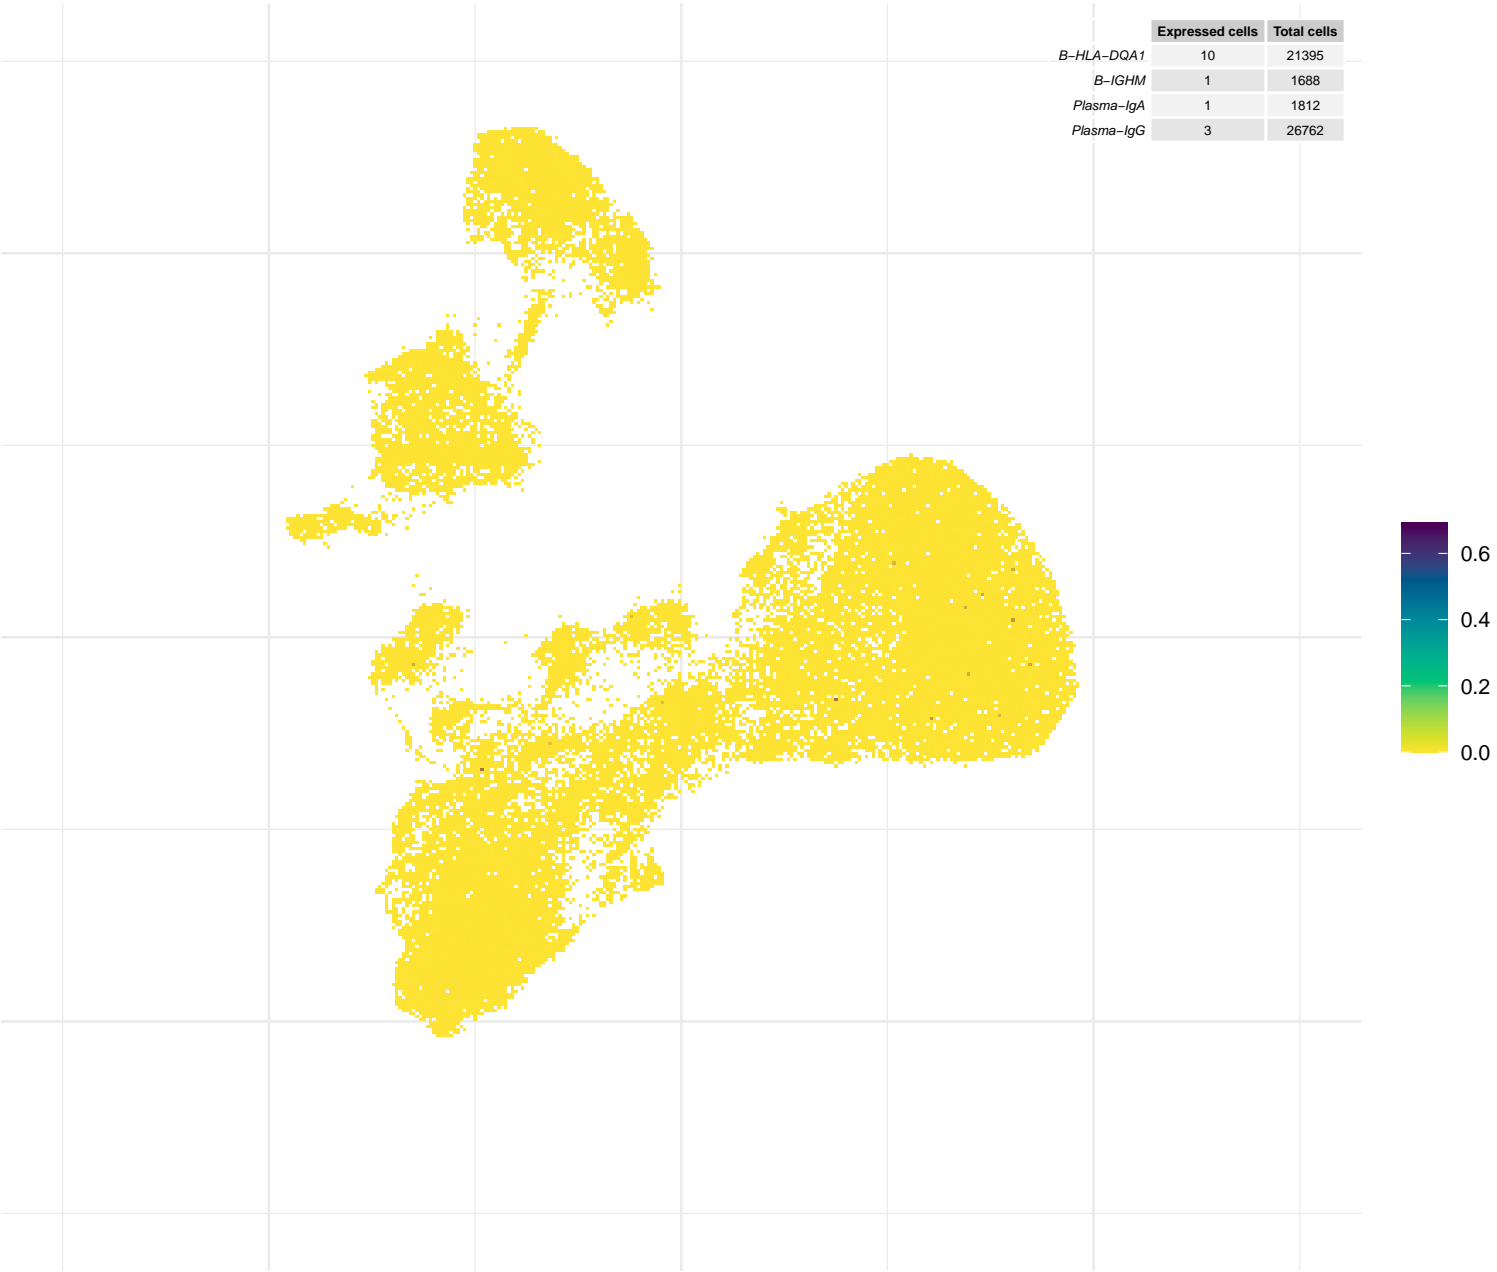 Expressed cells Total cells
B−HLA−DQA1 10 21395
B−IGHM 1 1688
Plasma−IgA 1 1812
Plasma−IgG 3 26762
0.6
0.4
0.2
0.0